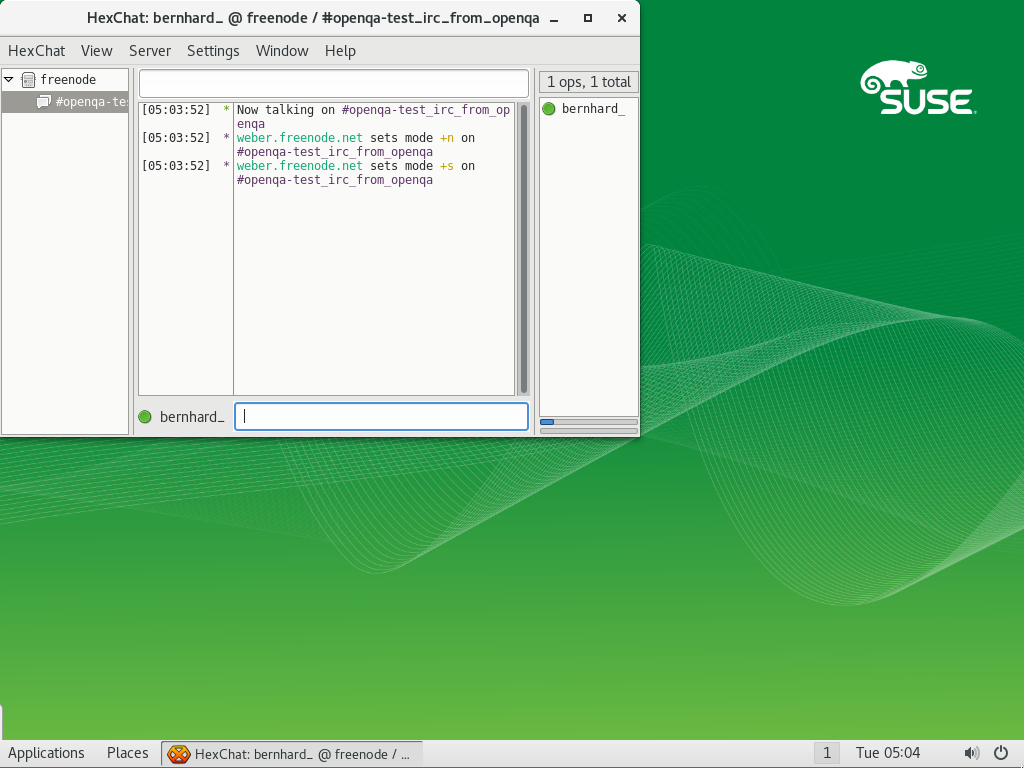 HexChat: bernhard_ @ freenode / #openqa-test_irc_from_openqa
HexChat View Server Settings Window Help
freenode
#openqa-tes
1 ops, 1 total
bernhard_
[05:03:52] * Now talking on #openqa-test_irc_from_op
enqa
[05:03:52] * weber.freenode.net sets mode +n on
#openqa-test_irc_from_openqa
[05:03:52] * weber.freenode.net sets mode +s on
#openqa-test_irc_from_openqa
bernhard_
SUSE
Applications Places HexChat: bernhard_ @ freenode / ... 1 Tue 05:04